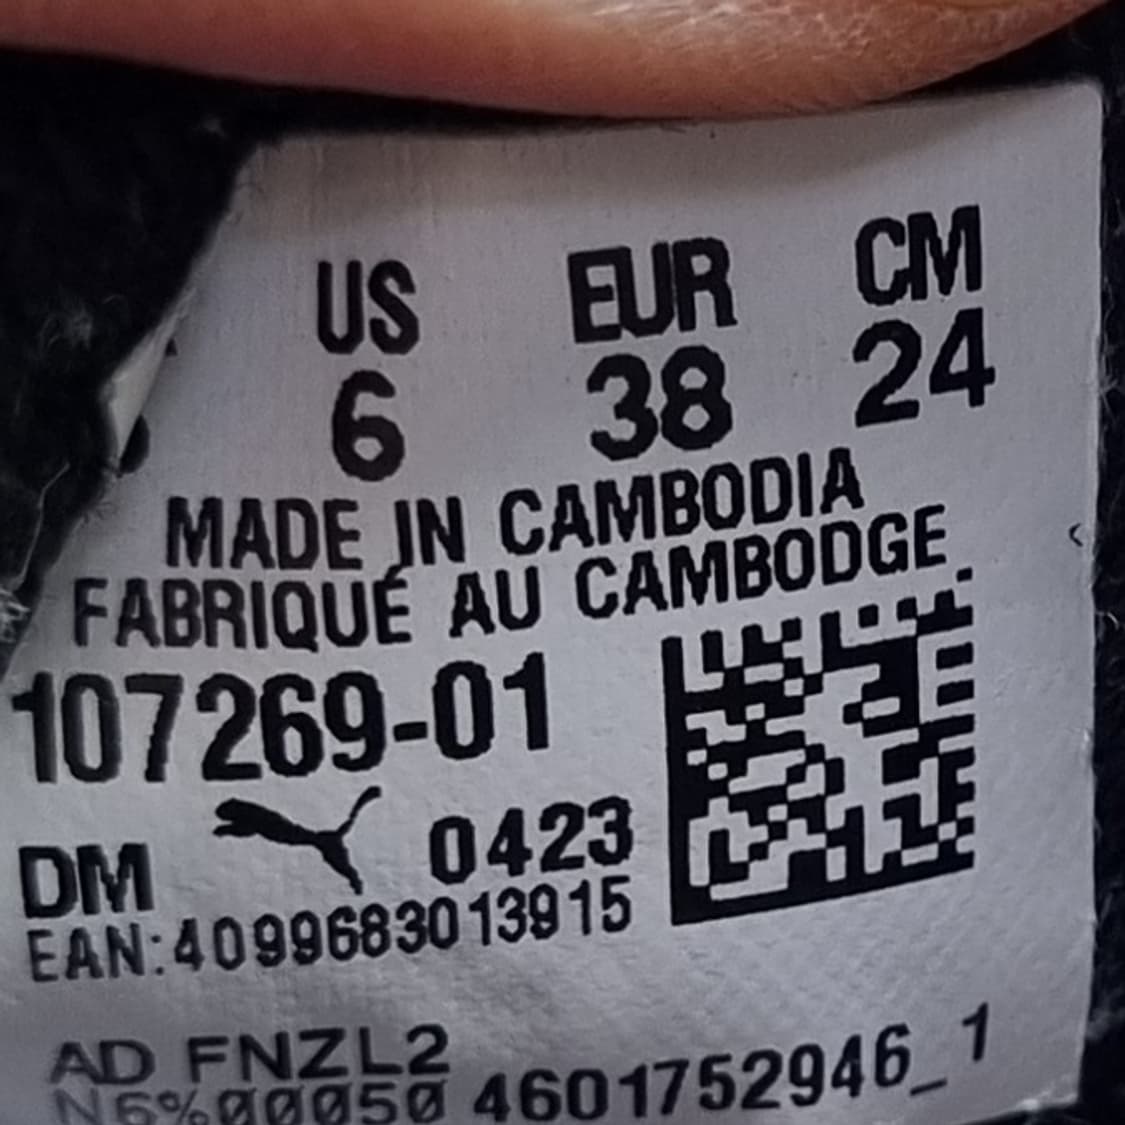 US EUR CM
6 38 24
MADE IN CAMBODIA
FABRIQUÉ AU CAMBODGE
107269-01
DM 0423
EAN:4099683013915
AD FNZL2
N6%00050 4601752946_1